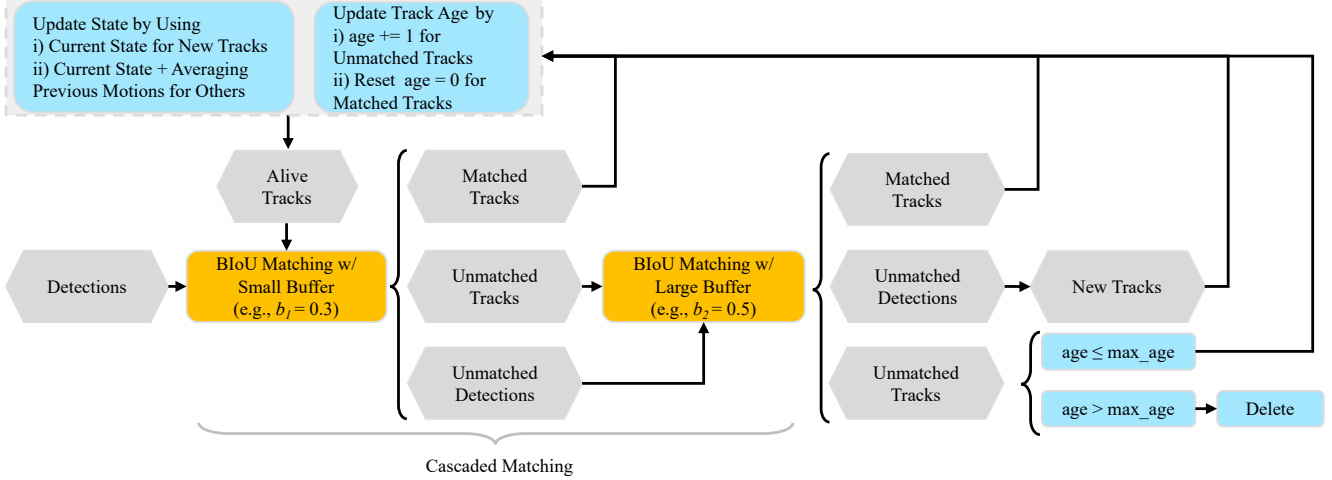 Update State by Using
i) Current State for New Tracks
ii) Current State + Averaging
Previous Motions for Others
Update Track Age by
i) age += 1 for
Unmatched Tracks
ii) Reset age = 0 for
Matched Tracks
Alive
Tracks
Matched
Tracks
Matched
Tracks
Detections
BIoU Matching w/
Small Buffer
(e.g., b1 = 0.3)
Unmatched
Tracks
BIoU Matching w/
Large Buffer
(e.g., b2 = 0.5)
Unmatched
Detections
New Tracks
Unmatched
Detections
Unmatched
Tracks
age ≤ max_age
age > max_age
Delete
Cascaded Matching